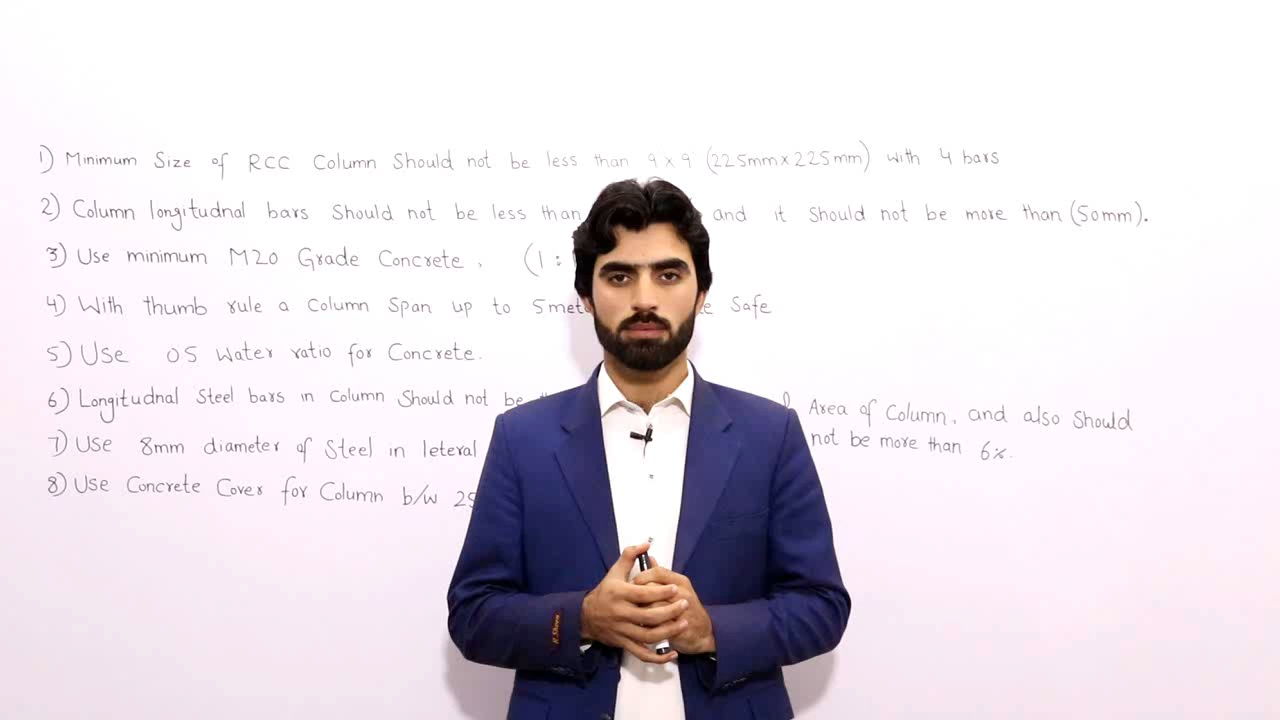 1) Minimum Size of RCC Column Should not be less than 9 x 9 (225mm x 225mm) with 4 bars
2) Column longitudnal bars Should not be less than and it Should not be more than (50mm).
3) Use minimum M20 Grade Concrete. (1 :
4) With thumb rule a Column Span up to 5 Safe
5) Use 05 Water ratio for Concrete.
6) Longitudnal Steel bars in Column Should not be Area of Column, and also Should
not be more than 6%.
7) Use 8mm diameter of Steel in leteral
8) Use Concrete Cover for Column b/w 25